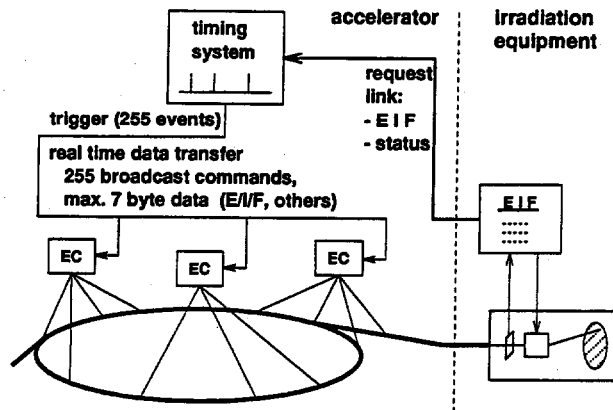 accelerator
irradiation
equipment
timing
system
request
link:
- E I F
- status
trigger (255 events)
real time data transfer
255 broadcast commands,
max. 7 byte data (E/I/F, others)
E I F
EC
EC
EC